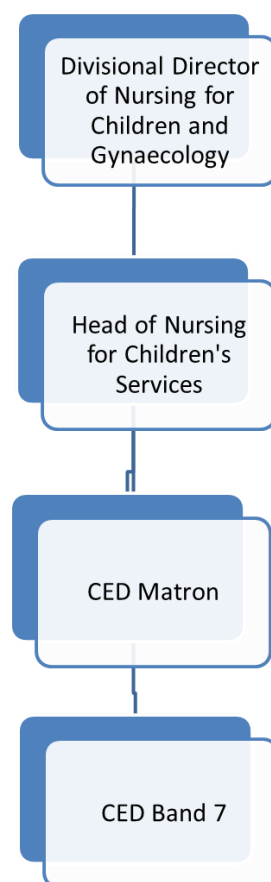 Divisional Director
of Nursing for
Children and
Gynaecology
Head of Nursing
for Children's
Services
CED Matron
CED Band 7